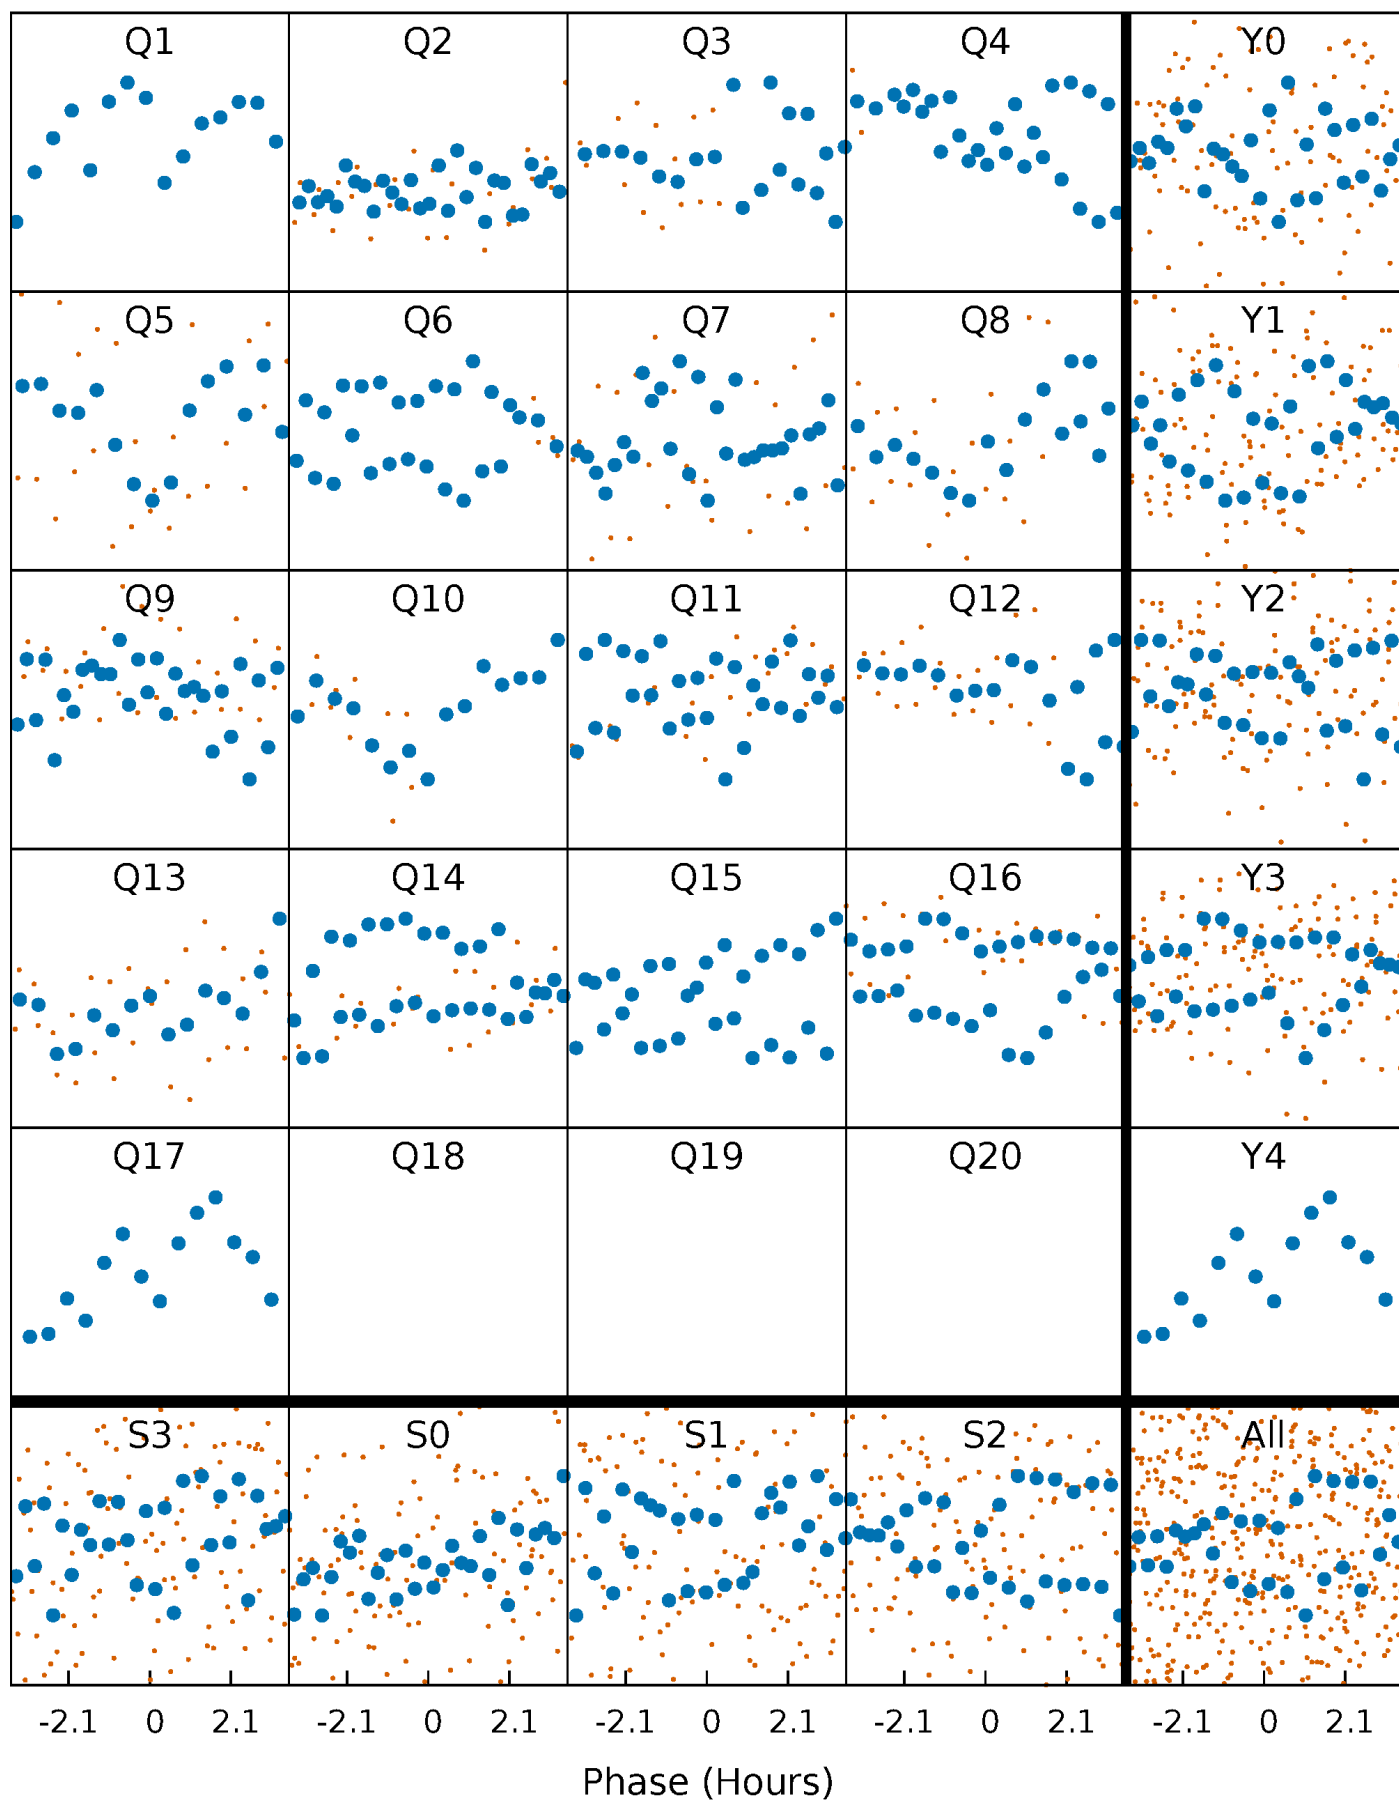 Q1 Q2 Q3 Q4 Y0
Q5 Q6 Q7 Q8 Y1
Q9 Q10 Q11 Q12 Y2
Q13 Q14 Q15 Q16 Y3
Q17 Q18 Q19 Q20 Y4
S3 S0 S1 S2 All
-2.1 0 2.1 -2.1 0 2.1 -2.1 0 2.1 -2.1 0 2.1 -2.1 0 2.1
Phase (Hours)